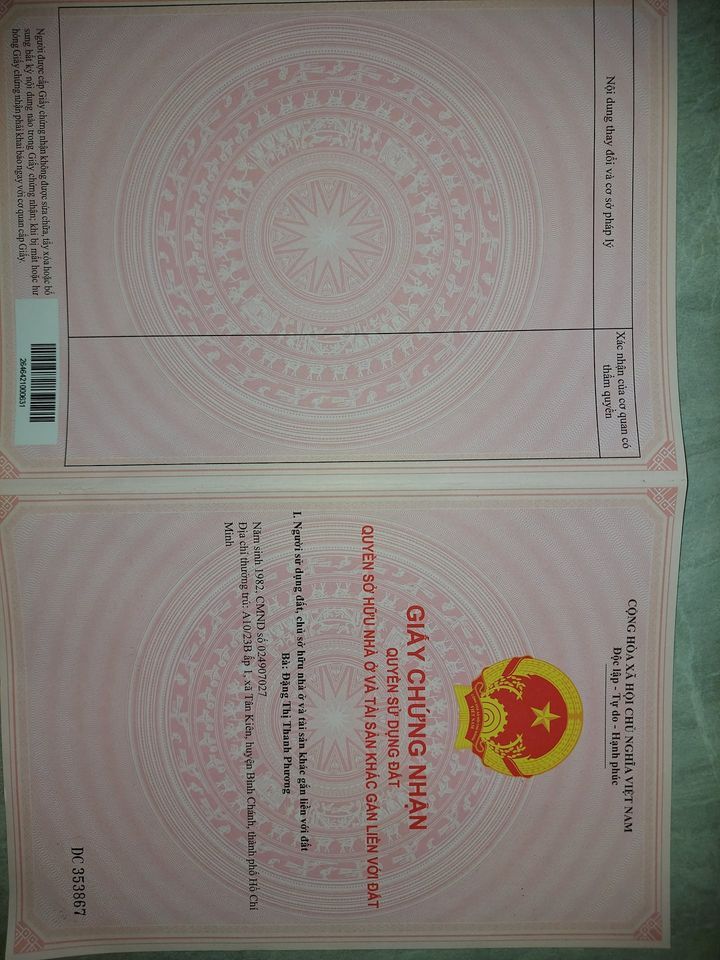 Nội dung thay đổi và cơ sở pháp lý
Xác nhận của cơ quan có
thẩm quyền
Người được cấp Giấy chứng nhận không được sửa chữa, tẩy xóa hoặc bổ
sung bất kỳ nội dung nào trong Giấy chứng nhận; khi bị mất hoặc hư
hỏng Giấy chứng nhận phải khai báo ngay với cơ quan cấp Giấy.
2646421000631
CỘNG HÒA XÃ HỘI CHỦ NGHĨA VIỆT NAM
Độc lập - Tự do - Hạnh phúc
VIỆT NAM
GIẤY CHỨNG NHẬN
QUYỀN SỬ DỤNG ĐẤT
QUYỀN SỞ HỮU NHÀ Ở VÀ TÀI SẢN KHÁC GẮN LIỀN VỚI ĐẤT
I. Người sử dụng đất, chủ sở hữu nhà ở và tài sản khác gắn liền với đất
Bà: Đặng Thị Thanh Phương
Năm sinh 1982, CMND số 024907027
Địa chỉ thường trú: A10/23B ấp 1, xã Tân Kiên, huyện Bình Chánh, thành phố Hồ Chí
Minh
DC 353867